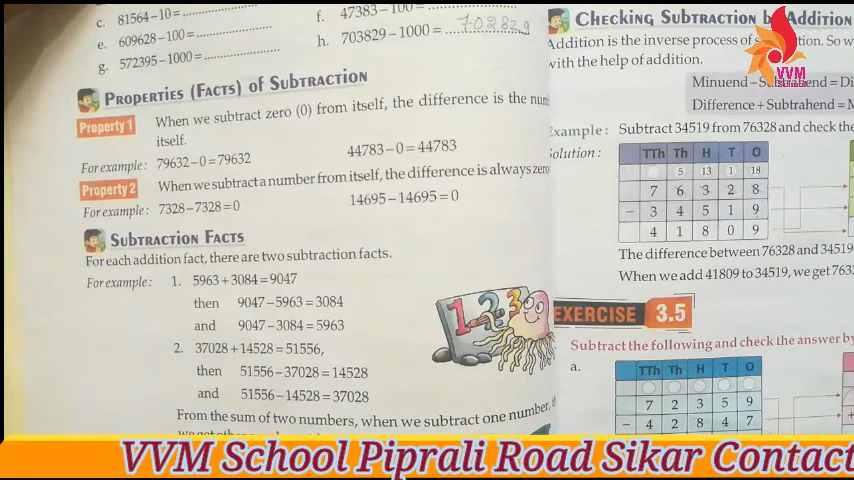 c. 81564−10=
e. 609628−100=
g. 572395−1000=
f. 47383−100=
h. 703829−1000= 702829
PROPERTIES (FACTS) OF SUBTRACTION
Property 1
When we subtract zero (0) from itself, the difference is the
itself.
For example: 79632−0=79632
44783−0=44783
Property 2
When we subtract a number from itself, the difference is always zero
For example: 7328−7328=0
14695−14695=0
SUBTRACTION FACTS
For each addition fact, there are two subtraction facts.
For example: 1. 5963+3084=9047
then 9047−5963=3084
and 9047−3084=5963
2. 37028+14528=51556,
then 51556−37028=14528
and 51556−14528=37028
From the sum of two numbers, when we subtract one number,
1 2 3
CHECKING SUBTRACTION BY ADDITION
Addition is the inverse process of So w
with the help of addition.
Minuend−Subtrahend=Di
Difference+Subtrahend=M
Example: Subtract 34519 from 76328 and check the
Solution:
TTh Th H T O
5 13 1 18
7 6 3 2 8
− 3 4 5 1 9
4 1 8 0 9
The difference between 76328 and 34519
When we add 41809 to 34519, we get 763
EXERCISE 3.5
Subtract the following and check the answer by
a.
TTh Th H T O
7 2 3 5 9
− 4 2 8 4 7
VVM
VVM School Piprali Road Sikar Contact